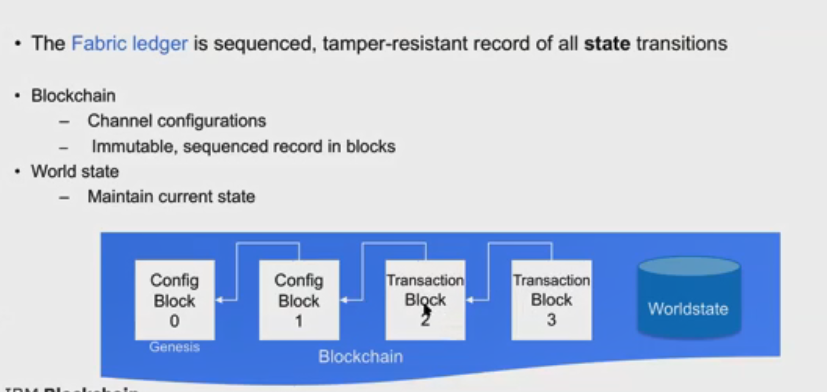 • The Fabric ledger is sequenced, tamper-resistant record of all state transitions
• Blockchain
– Channel configurations
– Immutable, sequenced record in blocks
• World state
– Maintain current state
Config
Block
0
Genesis
Config
Block
1
Transaction
Block
2
Transaction
Block
3
Worldstate
Blockchain
IBM Blockchain